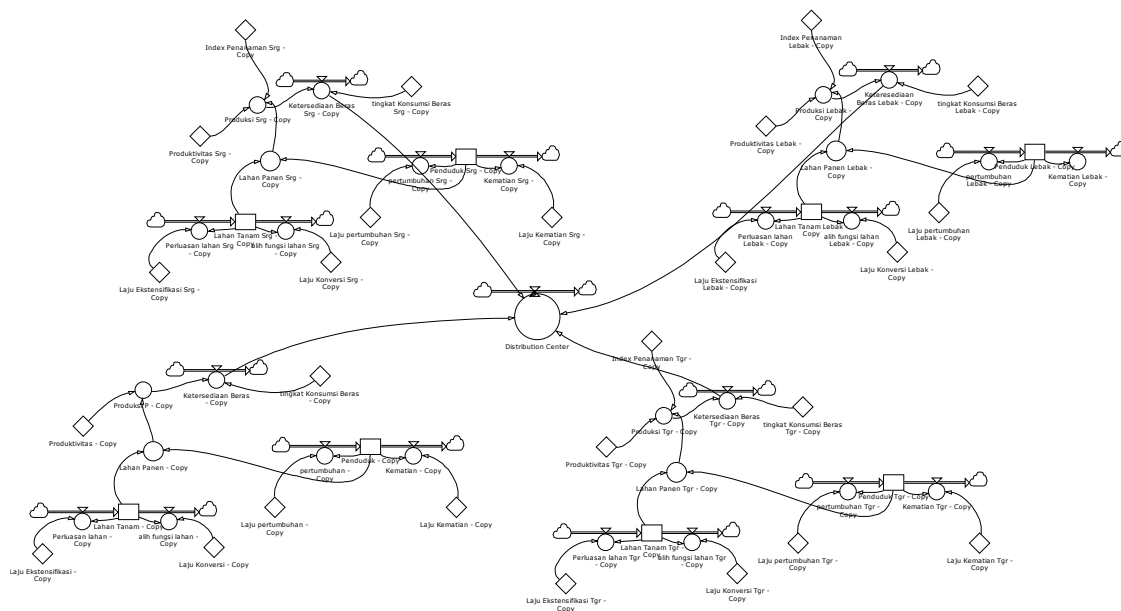 Index Penanaman Srg -
Copy
Ketersediaan Beras
Srg - Copy
tingkat Konsumsi Beras
Srg - Copy
Produksi Srg - Copy
Produktivitas Srg -
Copy
Lahan Panen Srg -
Copy
pertumbuhan Srg -
Copy
Penduduk Srg - Copy
Kematian Srg -
Copy
Laju pertumbuhan Srg -
Copy
Laju Kematian Srg -
Copy
Perluasan lahan Srg
- Copy
Lahan Tanam Srg -
Copy
alih fungsi lahan Srg
- Copy
Laju Ekstensifikasi Srg -
Copy
Laju Konversi Srg -
Copy
Index Penanaman
Lebak - Copy
Keteresediaan
Beras Lebak - Copy
tingkat Konsumsi Beras
Lebak - Copy
Produksi Lebak -
Copy
Produktivitas Lebak -
Copy
Lahan Panen Lebak -
Copy
pertumbuhan
Lebak - Copy
Penduduk Lebak - Copy
Kematian Lebak -
Copy
Laju pertumbuhan
Lebak - Copy
Perluasan lahan
Lebak - Copy
Lahan Tanam Lebak -
Copy
alih fungsi lahan
Lebak - Copy
Laju Ekstensifikasi
Lebak - Copy
Laju Konversi Lebak -
Copy
Distribution Center
Ketersediaan Beras
- Copy
tingkat Konsumsi Beras
- Copy
Produksi P - Copy
Produktivitas - Copy
Lahan Panen - Copy
pertumbuhan -
Copy
Penduduk - Copy
Kematian - Copy
Laju pertumbuhan -
Copy
Laju Kematian - Copy
Perluasan lahan -
Copy
Lahan Tanam - Copy
alih fungsi lahan -
Copy
Laju Ekstensifikasi -
Copy
Laju Konversi - Copy
Index Penanaman Tgr -
Copy
Ketersediaan Beras
Tgr - Copy
tingkat Konsumsi Beras
Tgr - Copy
Produksi Tgr - Copy
Produktivitas Tgr - Copy
Lahan Panen Tgr - Copy
pertumbuhan Tgr -
Copy
Penduduk Tgr - Copy
Kematian Tgr - Copy
Laju pertumbuhan Tgr
- Copy
Laju Kematian Tgr -
Copy
Perluasan lahan Tgr
- Copy
Lahan Tanam Tgr -
Copy
alih fungsi lahan Tgr
- Copy
Laju Ekstensifikasi Tgr
- Copy
Laju Konversi Tgr -
Copy